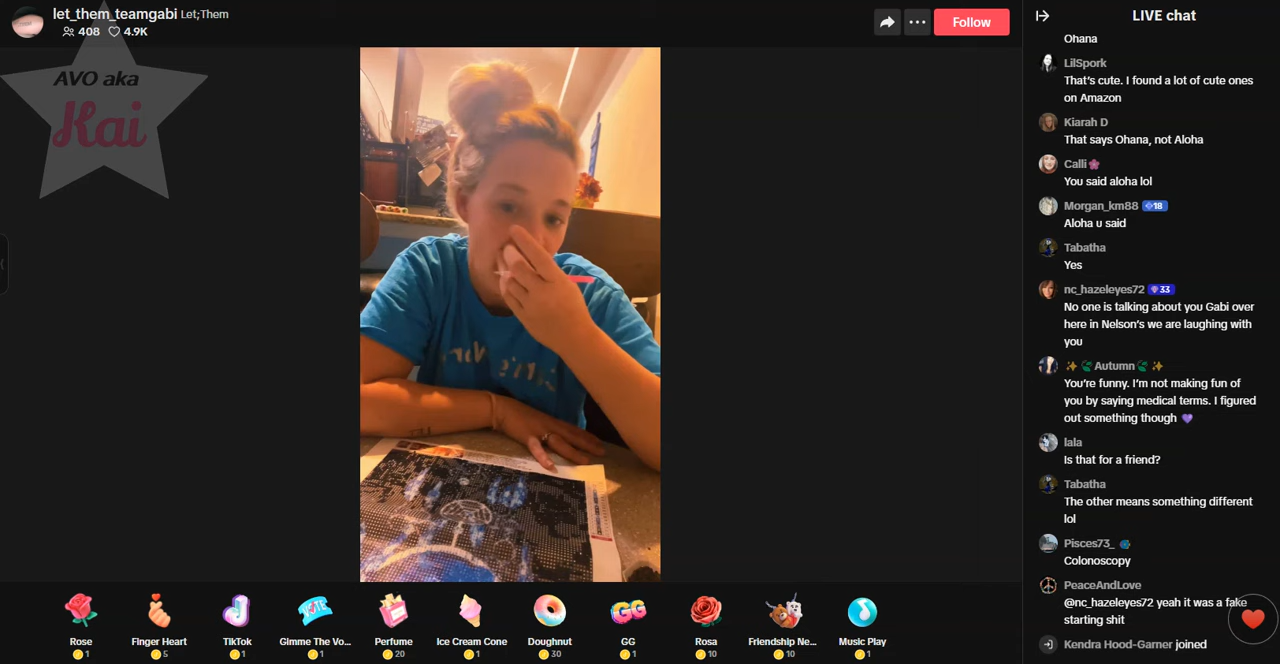 let_them_teamgabi Let;Them
408 4.9K
AVO aka
Kai
Follow
LIVE chat
Ohana
LilSpork
That's cute. I found a lot of cute ones
on Amazon
Kiarah D
That says Ohana, not Aloha
Calli
You said aloha lol
Morgan_km88 18
Aloha u said
Tabatha
Yes
nc_hazeleyes72 33
No one is talking about you Gabi over
here in Nelson's we are laughing with
you
Autumn
You're funny. I'm not making fun of
you by saying medical terms. I figured
out something though 💜
lala
Is that for a friend?
Tabatha
The other means something different
lol
Pisces73_
Colonoscopy
PeaceAndLove
@nc_hazeleyes72 yeah it was a fake
starting shit
Kendra Hood-Garner joined
Rose
1
Finger Heart
5
TikTok
1
Gimme The Vo...
1
Perfume
20
Ice Cream Cone
1
Doughnut
30
GG
1
Rosa
10
Friendship Ne...
10
Music Play
1